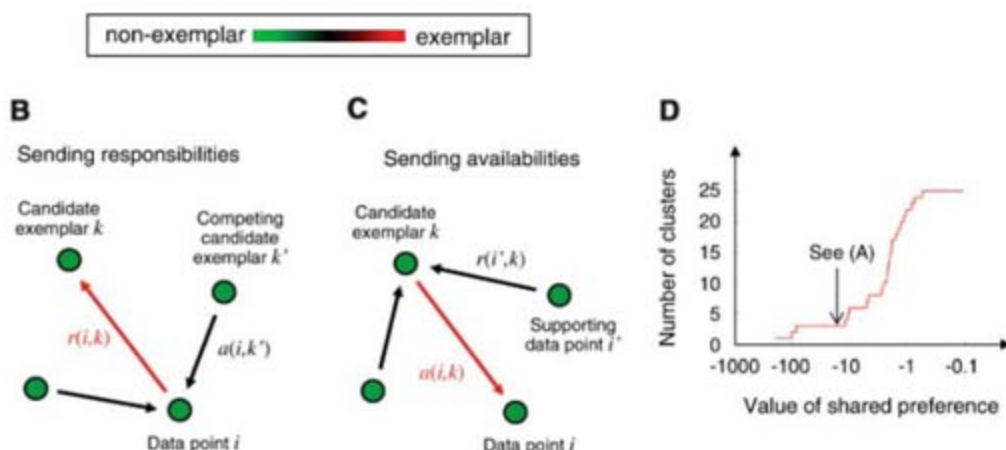 non-exemplar exemplar
B
Sending responsibilities
Candidate
exemplar k
Competing
candidate
exemplar k'
r(i,k)
a(i,k')
Data point i
C
Sending availabilities
Candidate
exemplar k
r(i',k)
Supporting
data point i'
a(i,k)
Data point i
D
Number of clusters
25
20
15
10
5
0
See (A)
-1000 -100 -10 -1 -0.1
Value of shared preference